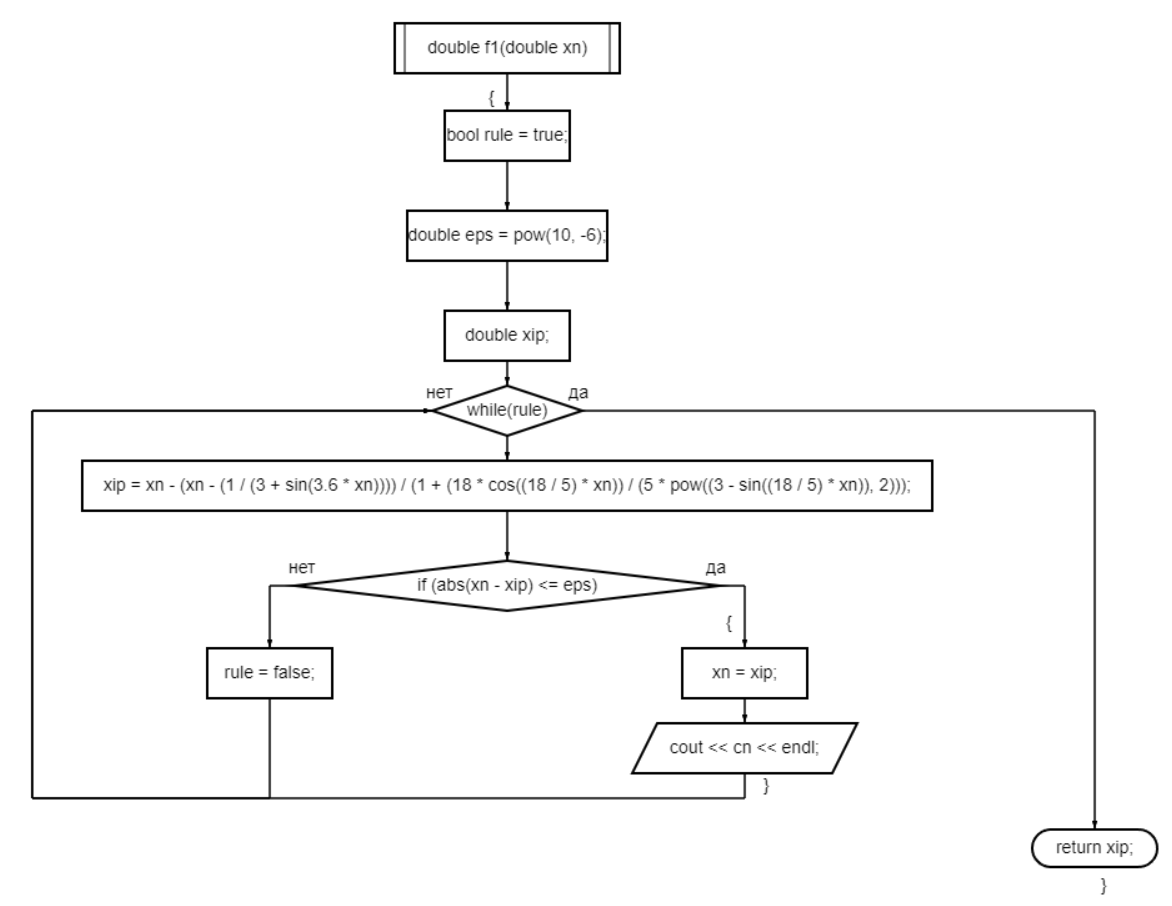 double f1(double xn)
{
bool rule = true;
double eps = pow(10, -6);
double xip;
нет
да
while(rule)
xip = xn - (xn - (1 / (3 + sin(3.6 * xn)))) / (1 + (18 * cos((18 / 5) * xn)) / (5 * pow((3 - sin((18 / 5) * xn)), 2)));
нет
да
if (abs(xn - xip) <= eps)
{
rule = false;
xn = xip;
cout << cn << endl;
}
return xip;
}